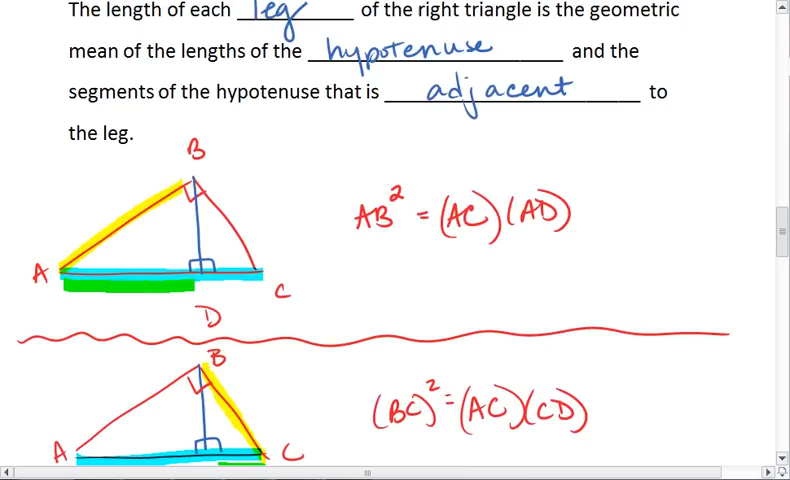 The length of each leg of the right triangle is the geometric
mean of the lengths of the hypotenuse and the
segments of the hypotenuse that is adjacent to
the leg.
B
AB² = (AC)(AD)
A
C
D
B
(BC)² = (AC)(CD)
A
C